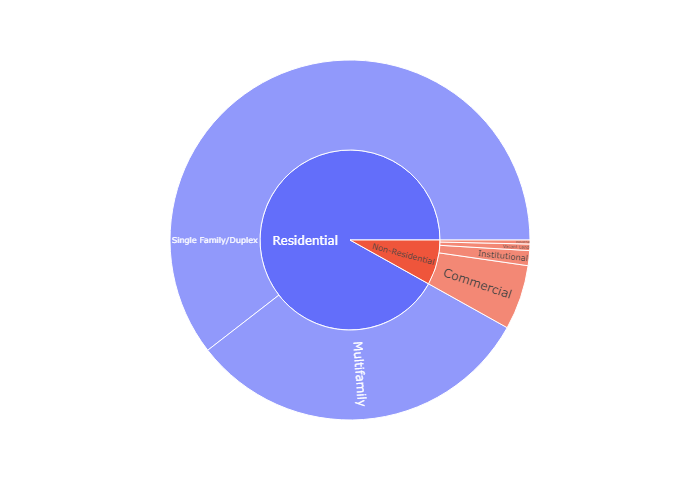 Single Family/Duplex
Residential
Non-Residential
Institutional
Commercial
Multifamily